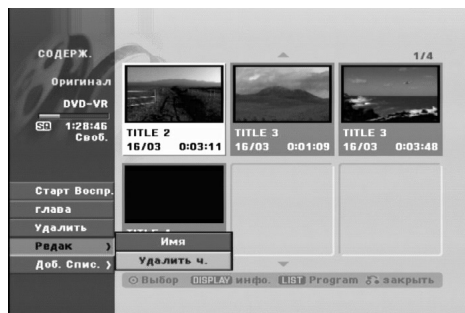 СОДЕРЖ.
1/4
Оригинал
DVD-VR
SQ 1:28:46
Своб.
TITLE 2
16/03 0:03:11
TITLE 3
16/03 0:01:09
TITLE 3
16/03 0:03:48
Старт Воспр.
глава
Удалить
Редак )
Доб. Спис. )
Имя
Удалить ч.
Выбор DISPLAY инфо. LIST Program закрыть